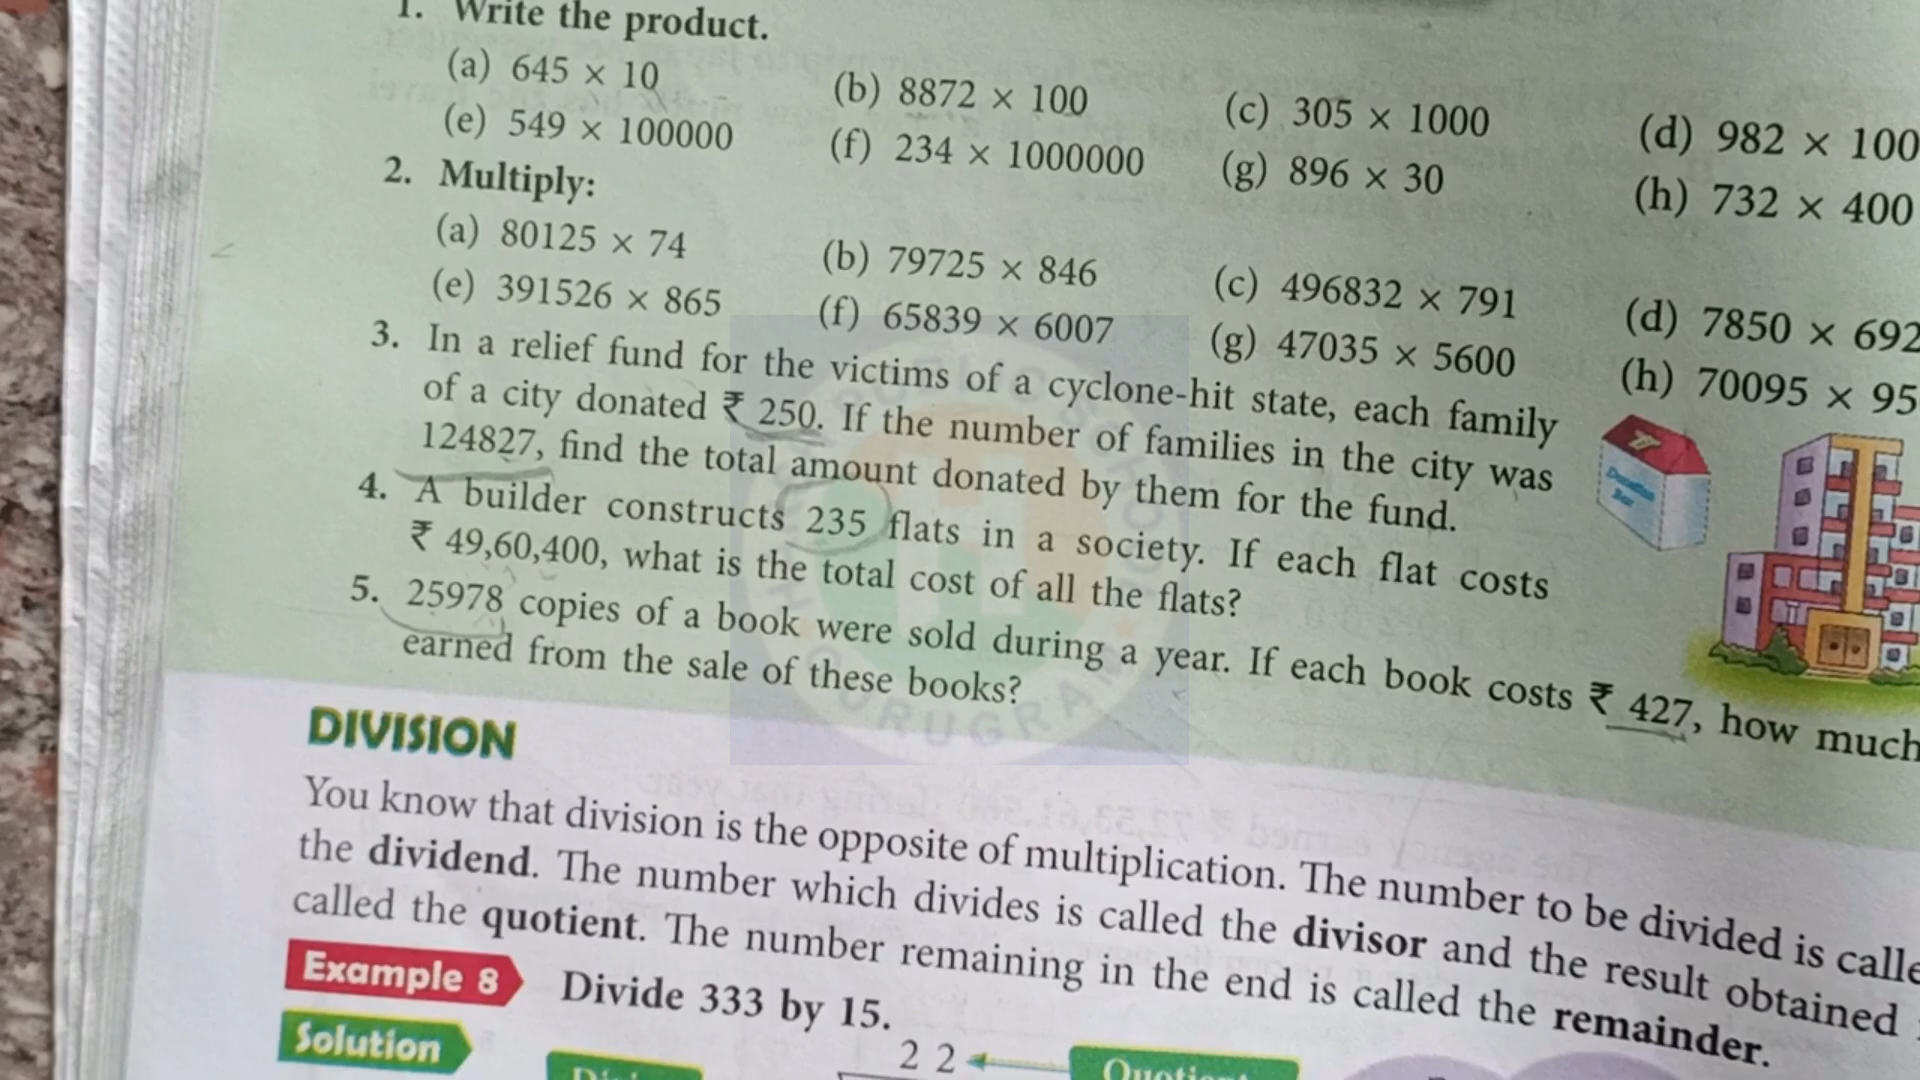 1. Write the product.
(a) 645 × 10 (b) 8872 × 100 (c) 305 × 1000 (d) 982 × 100
(e) 549 × 100000 (f) 234 × 1000000 (g) 896 × 30 (h) 732 × 400
2. Multiply:
(a) 80125 × 74 (b) 79725 × 846 (c) 496832 × 791 (d) 7850 × 692
(e) 391526 × 865 (f) 65839 × 6007 (g) 47035 × 5600 (h) 70095 × 95
3. In a relief fund for the victims of a cyclone-hit state, each family
of a city donated ₹ 250. If the number of families in the city was
124827, find the total amount donated by them for the fund.
4. A builder constructs 235 flats in a society. If each flat costs
₹ 49,60,400, what is the total cost of all the flats?
5. 25978 copies of a book were sold during a year. If each book costs ₹ 427, how much
earned from the sale of these books?
DIVISION
You know that division is the opposite of multiplication. The number to be divided is calle
the dividend. The number which divides is called the divisor and the result obtained
called the quotient. The number remaining in the end is called the remainder.
Example 8 Divide 333 by 15.
Solution
2 2